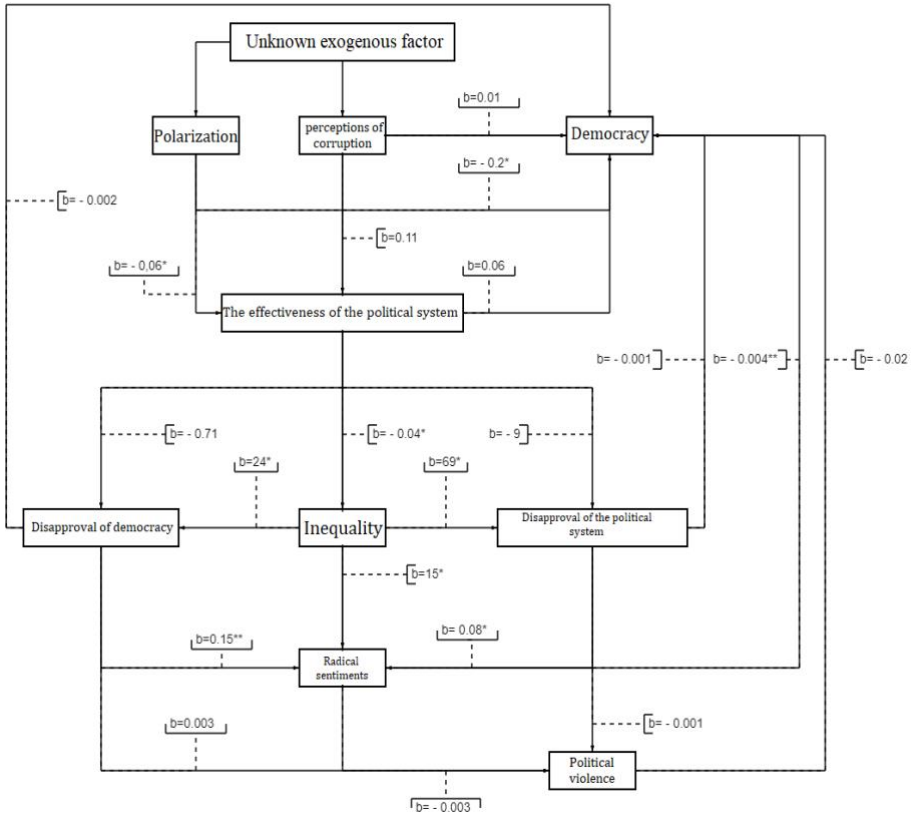 Unknown exogenous factor
b=0.01
Polarization
perceptions of
corruption
Democracy
b= - 0.2*
b= - 0.002
b=0.11
b= - 0,06*
b=0.06
The effectiveness of the political system
b= - 0.001
b= - 0.004**
b= - 0.02
b= - 0.71
b= - 0.04*
b= - 9
b=24*
b=69*
Disapproval of democracy
Inequality
Disapproval of the political
system
b=15*
b=0.15**
b= 0.08*
Radical
sentiments
b=0.003
b= - 0.001
Political
violence
b= - 0.003